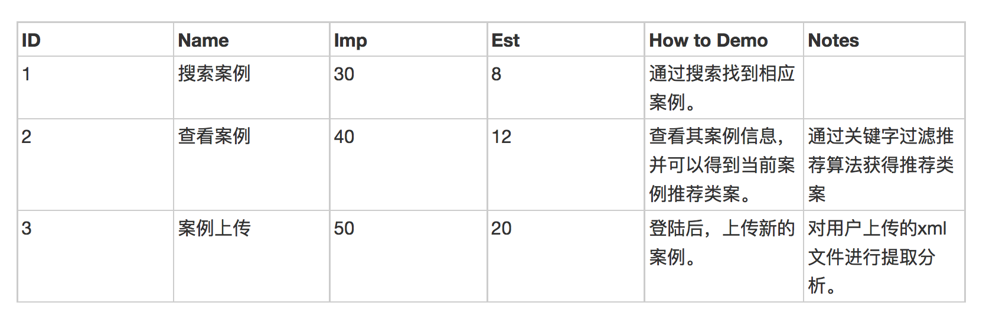 ID Name Imp Est How to Demo Notes
1 搜索案例 30 8 通过搜索找到相应
案例。
2 查看案例 40 12 查看其案例信息， 通过关键字过滤推
并可以得到当前案 荐算法获得推荐类
例推荐类案。 案
3 案例上传 50 20 登陆后，上传新的 对用户上传的xml
案例。 文件进行提取分
析。